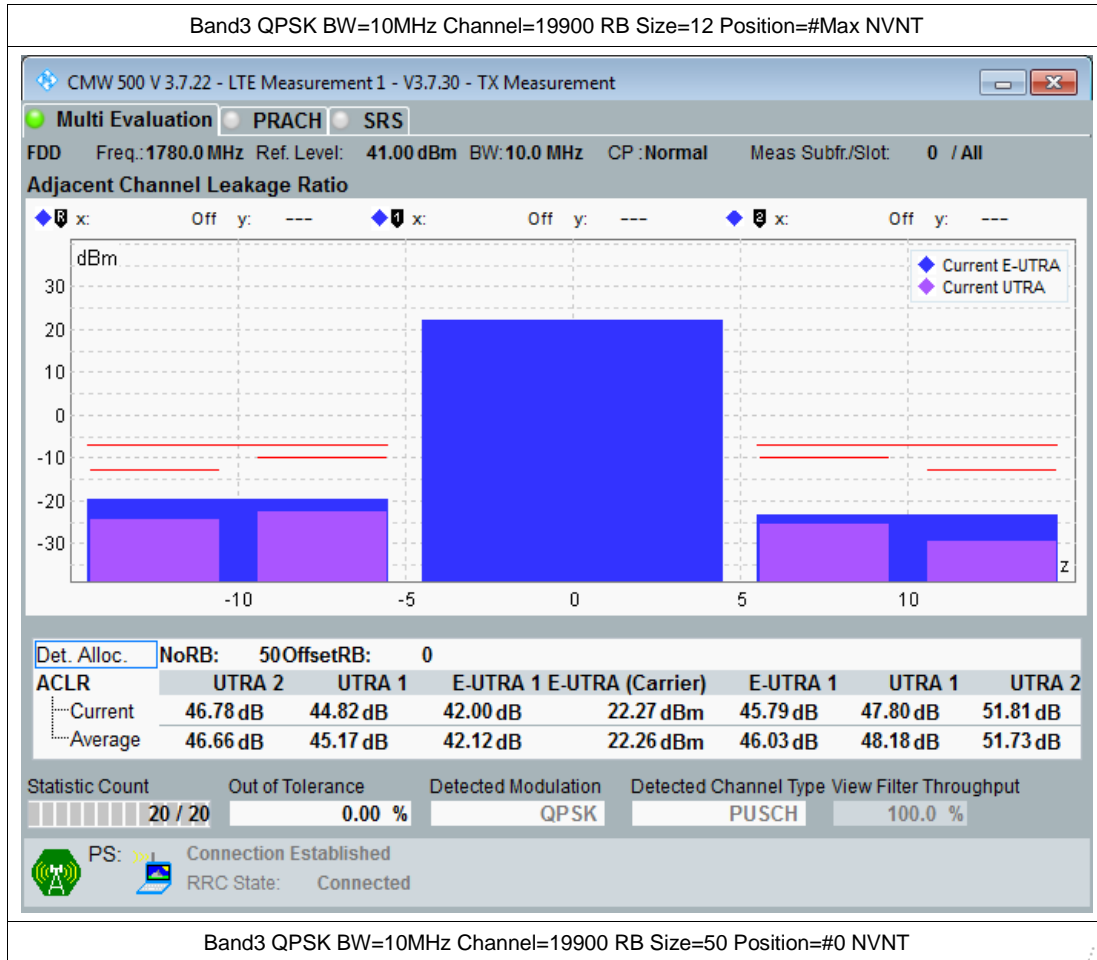 Band3 QPSK BW=10MHz Channel=19900 RB Size=12 Position=#Max NVNT
CMW 500 V 3.7.22 - LTE Measurement 1 - V3.7.30 - TX Measurement
Multi Evaluation PRACH SRS
FDD Freq.:1780.0 MHz Ref. Level: 41.00 dBm BW:10.0 MHz CP :Normal Meas Subfr./Slot: 0 / All
Adjacent Channel Leakage Ratio
R x: Off y: --- 1 x: Off y: --- 2 x: Off y: ---
dBm
Current E-UTRA
Current UTRA
30
20
10
0
-10
-20
-30
z
-10 -5 0 5 10
Det. Alloc. NoRB: 50 OffsetRB: 0
ACLR UTRA 2 UTRA 1 E-UTRA 1 E-UTRA (Carrier) E-UTRA 1 UTRA 1 UTRA 2
Current 46.78 dB 44.82 dB 42.00 dB 22.27 dBm 45.79 dB 47.80 dB 51.81 dB
Average 46.66 dB 45.17 dB 42.12 dB 22.26 dBm 46.03 dB 48.18 dB 51.73 dB
Statistic Count Out of Tolerance Detected Modulation Detected Channel Type View Filter Throughput
20 / 20 0.00 % QPSK PUSCH 100.0 %
PS: Connection Established
RRC State: Connected
Band3 QPSK BW=10MHz Channel=19900 RB Size=50 Position=#0 NVNT